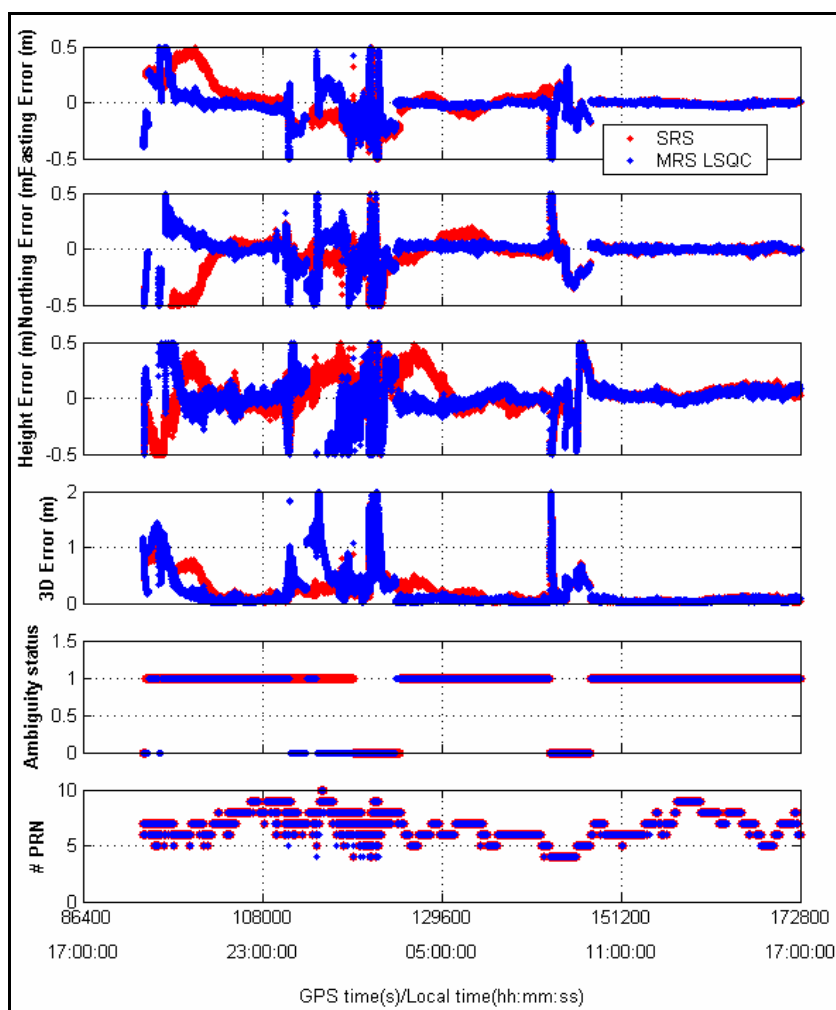 0.5
0
-0.5
Easting Error (m)
SRS
MRS LSQC
0.5
0
-0.5
Northing Error (m)
0.5
0
-0.5
Height Error (m)
2
1
0
3D Error (m)
1.5
1
0.5
0
Ambiguity status
10
5
0
# PRN
86400 108000 129600 151200 172800
17:00:00 23:00:00 05:00:00 11:00:00 17:00:00
GPS time(s)/Local time(hh:mm:ss)